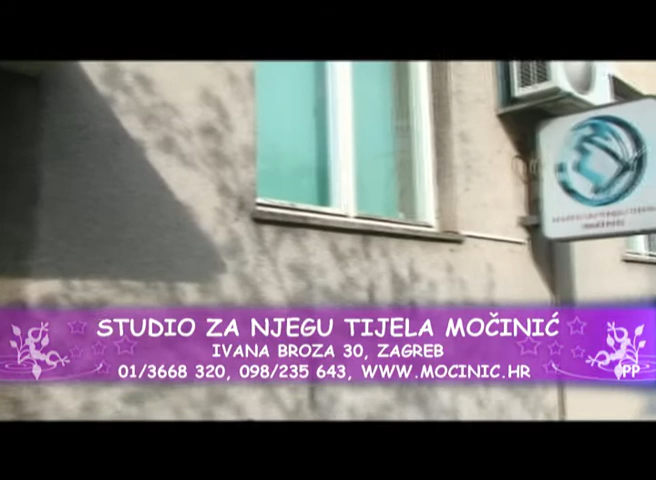 STUDIO ZA NJEGU TIJELA MOČINIĆ
IVANA BROZA 30, ZAGREB
01/3668 320, 098/235 643, WWW.MOCINIC.HR
PP
MOČINIĆ